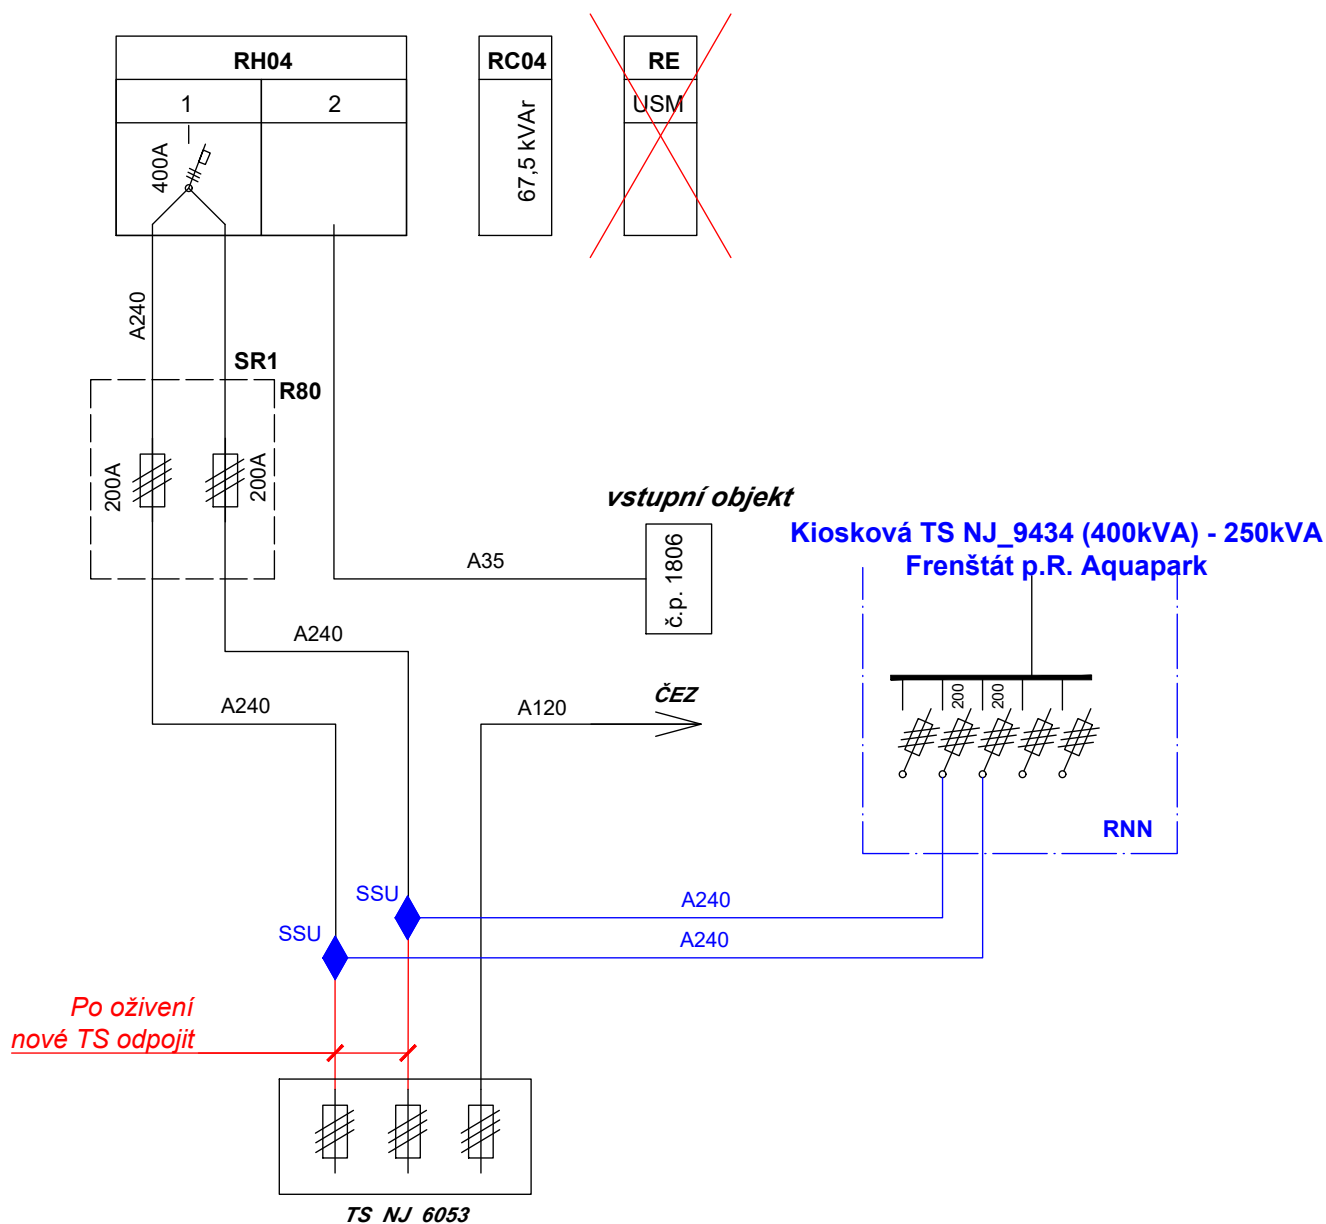 RH04
1
2
400A
RC04
67,5 kVAr
RE
USM
A240
SR1
R80
200A
200A
vstupní objekt
č.p. 1806
A35
Kiosková TS NJ_9434 (400kVA) - 250kVA
Frenštát p.R. Aquapark
200
200
RNN
A240
A240
A120
ČEZ
SSU
SSU
A240
A240
Po oživení
nové TS odpojit
TS NJ 6053